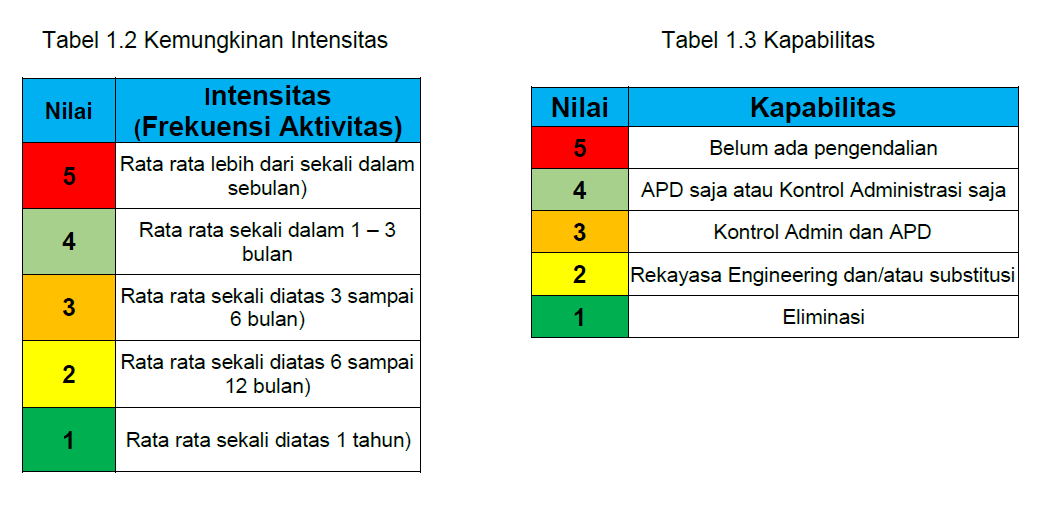 Tabel 1.2 Kemungkinan Intensitas
Nilai
Intensitas
(Frekuensi Aktivitas)
5
Rata rata lebih dari sekali dalam
sebulan)
4
Rata rata sekali dalam 1 – 3
bulan
3
Rata rata sekali diatas 3 sampai
6 bulan)
2
Rata rata sekali diatas 6 sampai
12 bulan)
1
Rata rata sekali diatas 1 tahun)
Tabel 1.3 Kapabilitas
Nilai
Kapabilitas
5
Belum ada pengendalian
4
APD saja atau Kontrol Administrasi saja
3
Kontrol Admin dan APD
2
Rekayasa Engineering dan/atau substitusi
1
Eliminasi